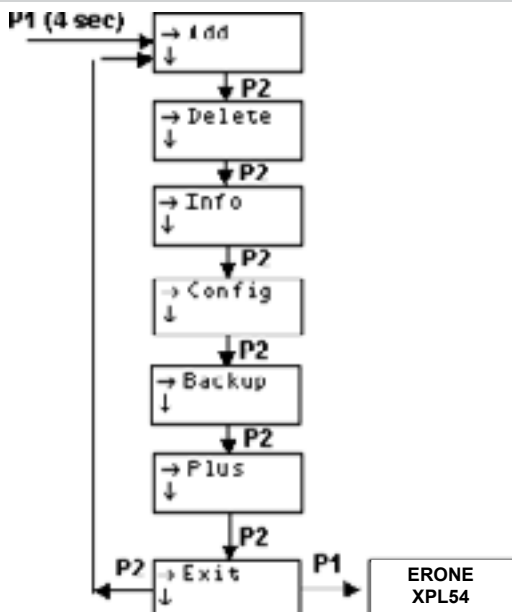 P1 (4 sec)
→ Add
↓
P2
→ Delete
↓
P2
→ Info
↓
P2
→ Config
↓
P2
→ Backup
↓
P2
→ Plus
↓
P2
P2
→ Exit
↓
P1
ERONE
XPL54